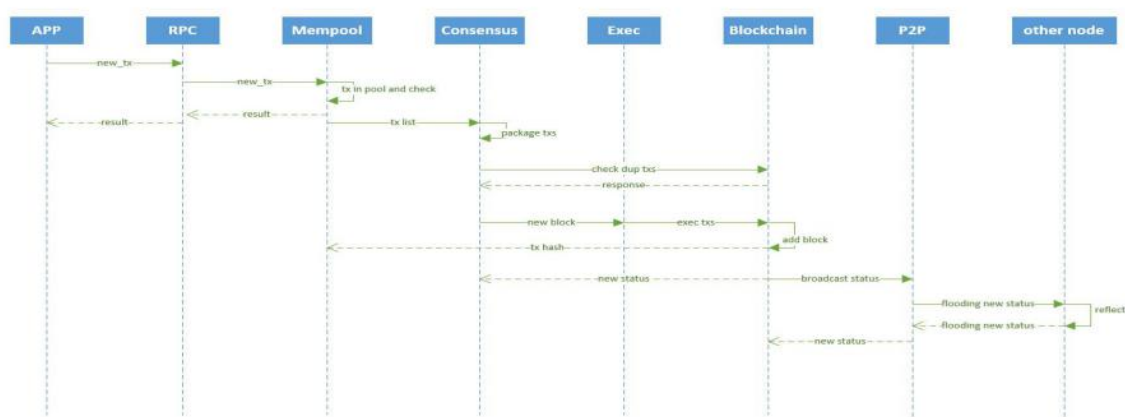 APP RPC Mempool Consensus Exec Blockchain P2P other node
new_tx
new_tx
tx in pool and check
result
result
tx list
package txs
check dup txs
response
new block exec txs
add block
tx hash
new status broadcast status
flooding new status
reflect
flooding new status
new status